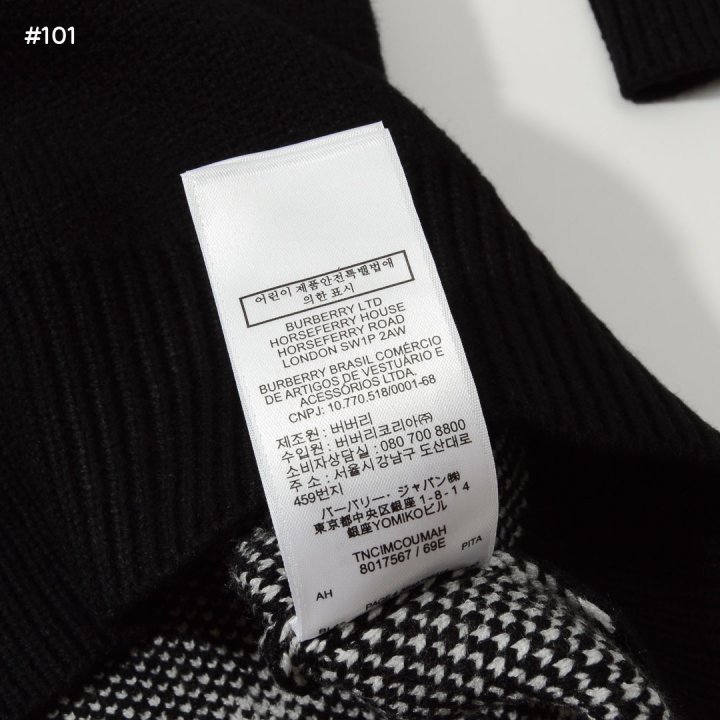 #101
어린이 제품안전특별법에
의한 표시
BURBERRY LTD
HORSEFERRY HOUSE
HORSEFERRY ROAD
LONDON SW1P 2AW
BURBERRY BRASIL COMÉRCIO
DE ARTIGOS DE VESTUÁRIO E
ACESSÓRIOS LTDA.
CNPJ: 10.770.518/0001-68
제조원 : 버버리
수입원 : 버버리코리아㈜
소비자상담실 : 080 700 8800
주 소 : 서울시 강남구 도산대로
459번지
バーバリー・ジャパン㈱
東京都中央区銀座1-8-14
銀座YOMIKOビル
TNCIMCOUMAH
8017567 / 69E
AH PITA